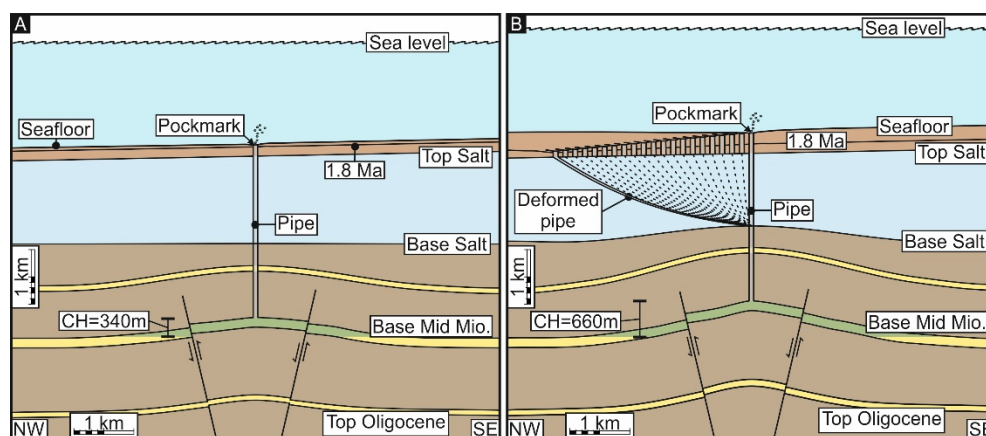 A
Sea level
Seafloor
Pockmark
1.8 Ma
Top Salt
Pipe
Base Salt
1 km
CH=340m
Base Mid Mio.
1 km
Top Oligocene
NW
SE
B
Sea level
Pockmark
Seafloor
1.8 Ma
Top Salt
Deformed
pipe
Pipe
Base Salt
1 km
CH=660m
Base Mid Mio.
1 km
Top Oligocene
NW
SE